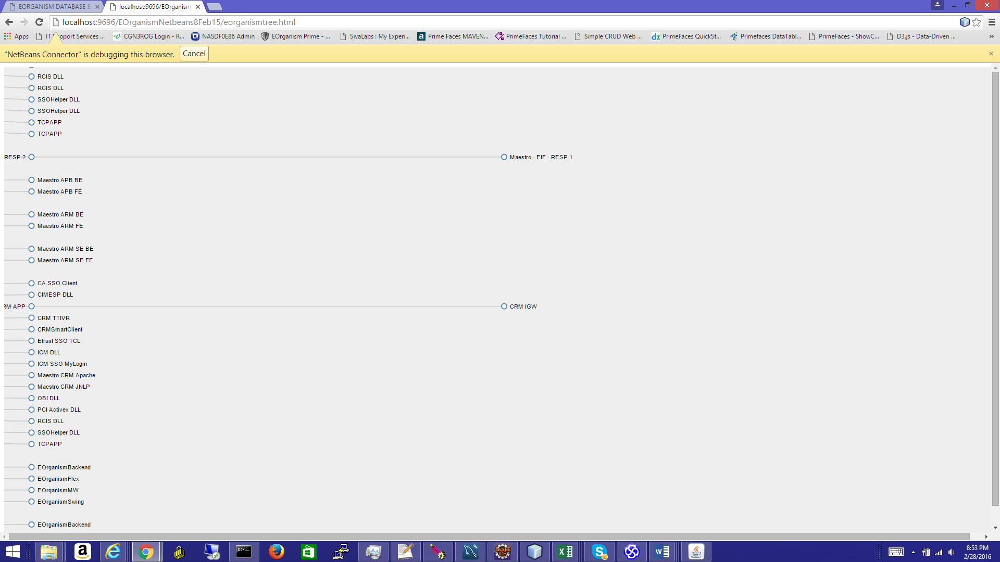 EORGANISM DATABASE E
localhost:9696/EOrganism
localhost:9696/EOrganismNetbeans8Feb15/eorganismtree.html
Apps
IT Support Services ...
CGN3ROG Login - R...
NASDF0E86 Admin
EOrganism Prime - ...
SivaLabs : My Experi...
Prime Faces MAVEN...
PrimeFaces Tutorial ...
Simple CRUD Web ...
PrimeFaces QuickSt...
Primefaces DataTabl...
PrimeFaces - ShowC...
D3.js - Data-Driven ...
"NetBeans Connector" is debugging this browser.
Cancel
RCIS DLL
RCIS DLL
SSOHelper DLL
SSOHelper DLL
TCPAPP
TCPAPP
RESP 2
Maestro - EIF - RESP 1
Maestro APB BE
Maestro APB FE
Maestro ARM BE
Maestro ARM FE
Maestro ARM SE BE
Maestro ARM SE FE
CA SSO Client
CIMESP DLL
RM APP
CRM IGW
CRM TTIVR
CRMSmartClient
Etrust SSO TCL
ICM DLL
ICM SSO MyLogin
Maestro CRM Apache
Maestro CRM JNLP
OBI DLL
PCI Activex DLL
RCIS DLL
SSOHelper DLL
TCPAPP
EOrganismBackend
EOrganismFlex
EOrganismMW
EOrganismSwing
EOrganismBackend
8:53 PM
2/28/2016